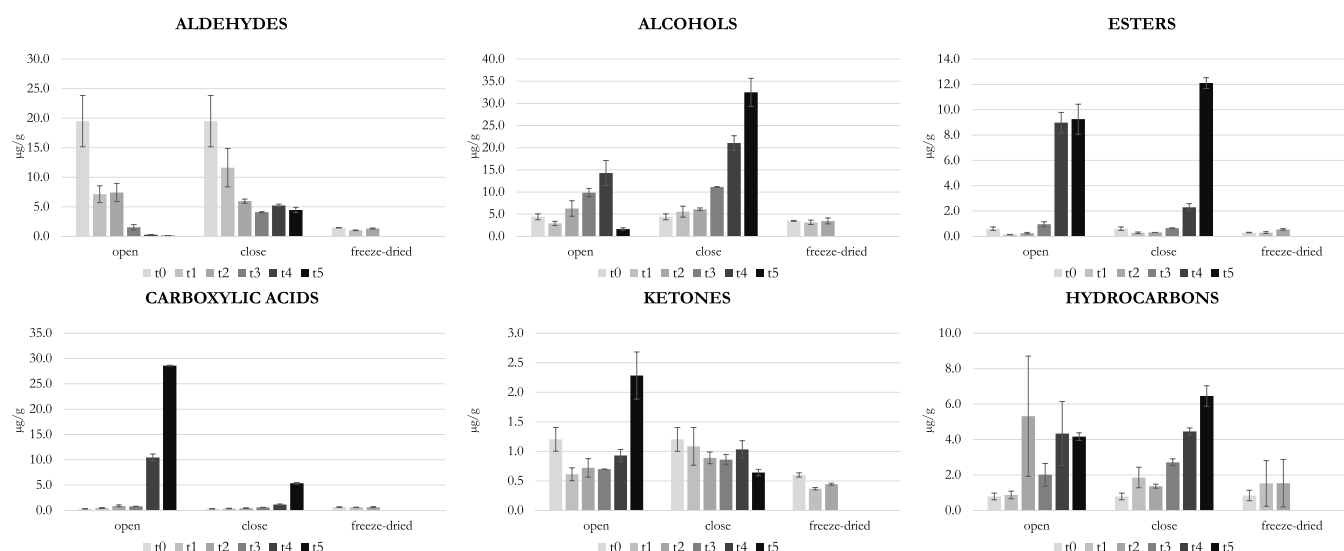 ALDEHYDES
30.0
25.0
20.0
15.0
10.0
5.0
0.0
µg/g
open close freeze-dried
t0 t1 t2 t3 t4 t5
ALCOHOLS
40.0
35.0
30.0
25.0
20.0
15.0
10.0
5.0
0.0
µg/g
open close freeze-dried
t0 t1 t2 t3 t4 t5
ESTERS
14.0
12.0
10.0
8.0
6.0
4.0
2.0
0.0
µg/g
open close freeze-dried
t0 t1 t2 t3 t4 t5
CARBOXYLIC ACIDS
35.0
30.0
25.0
20.0
15.0
10.0
5.0
0.0
µg/g
open close freeze-dried
t0 t1 t2 t3 t4 t5
KETONES
3.0
2.5
2.0
1.5
1.0
0.5
0.0
µg/g
open close freeze-dried
t0 t1 t2 t3 t4 t5
HYDROCARBONS
10.0
8.0
6.0
4.0
2.0
0.0
µg/g
open close freeze-dried
t0 t1 t2 t3 t4 t5